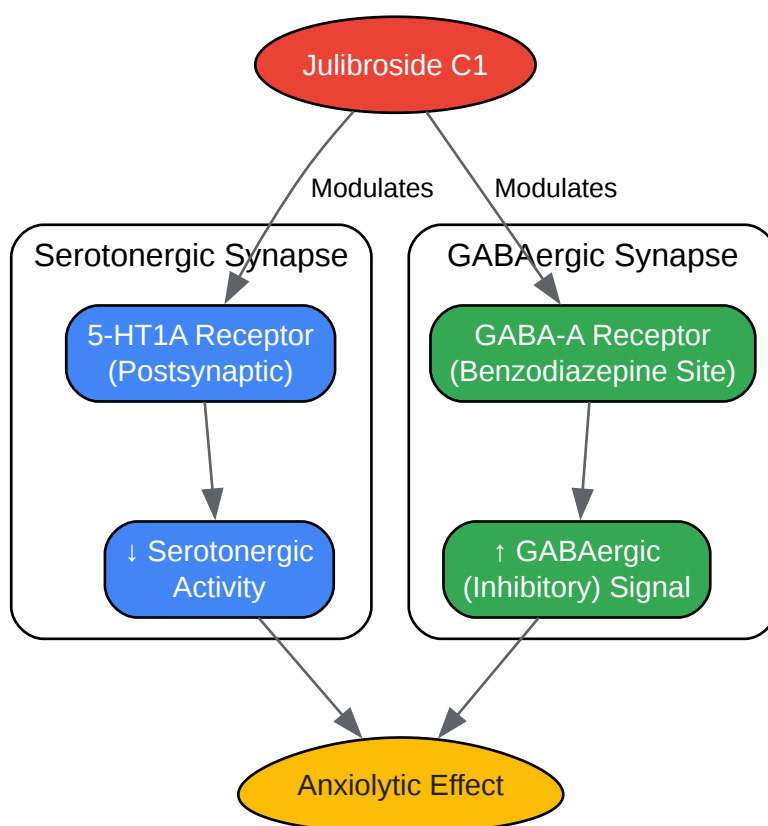 Julibroside C1
Modulates
Modulates
Serotonergic Synapse
GABAergic Synapse
5-HT1A Receptor
(Postsynaptic)
GABA-A Receptor
(Benzodiazepine Site)
↓ Serotonergic
Activity
↑ GABAergic
(Inhibitory) Signal
Anxiolytic Effect